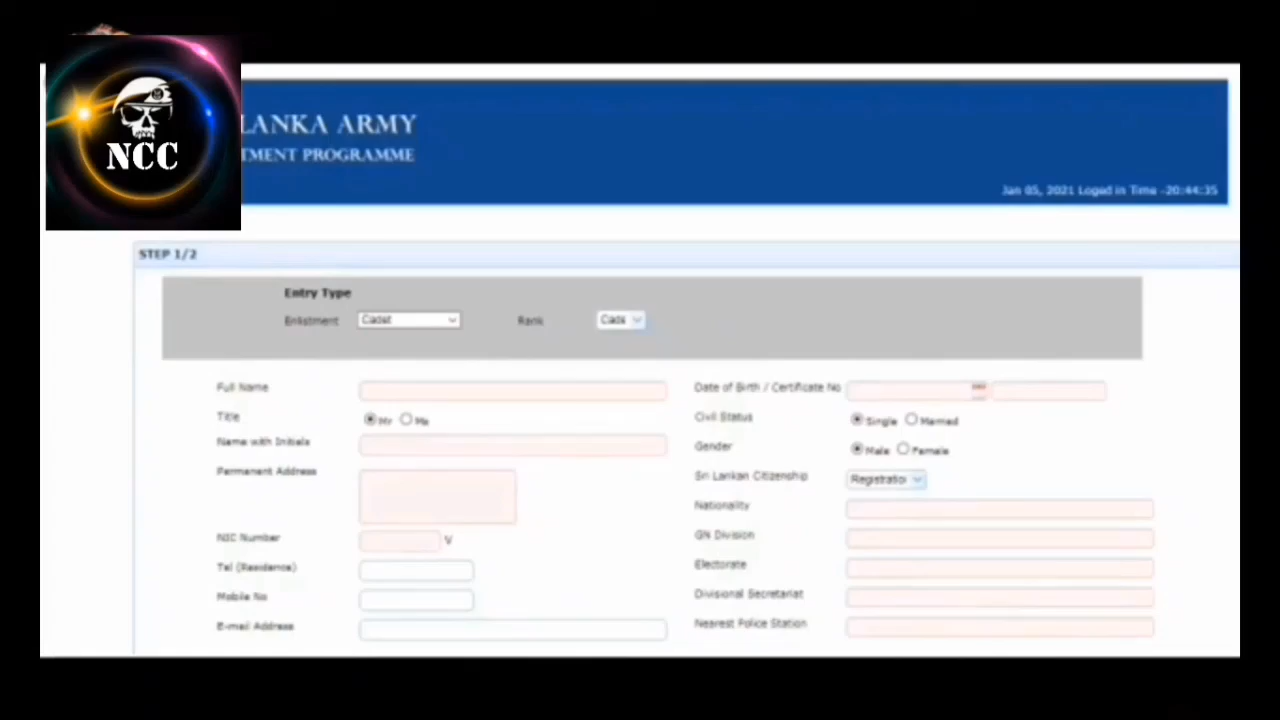 NCC
LANKA ARMY
TMENT PROGRAMME
Jan 05, 2021 Loged in Time -20:44:35
STEP 1/2
Entry Type
Enlistment Cadet Rank Cade
Full Name Date of Birth / Certificate No
Title Mr Ms Civil Status Single Married
Name with Initials Gender Male Female
Permanent Address Sri Lankan Citizenship Registratio
Nationality
NIC Number V GN Division
Tel (Residence) Electorate
Mobile No Divisional Secretariat
E-mail Address Nearest Police Station